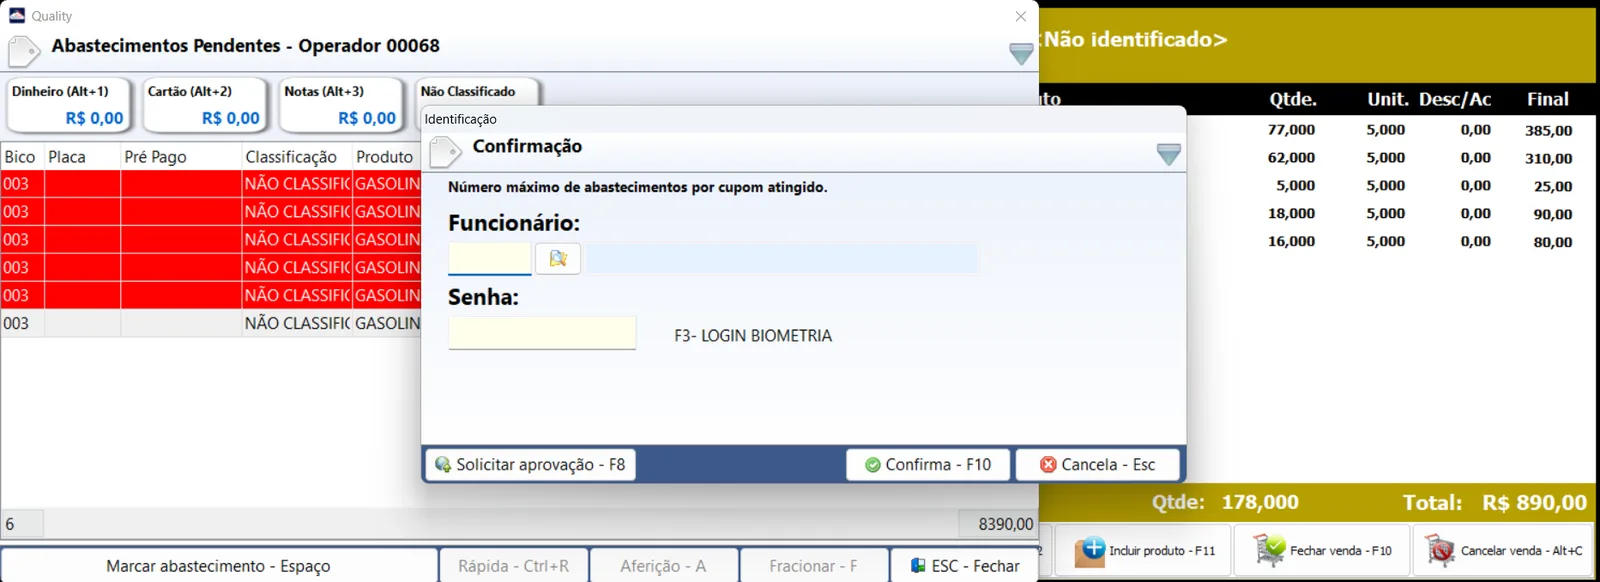 Quality
Abastecimentos Pendentes - Operador 00068
<Não identificado>
Dinheiro (Alt+1)
R$ 0,00
Cartão (Alt+2)
R$ 0,00
Notas (Alt+3)
R$ 0,00
Não Classificado
Bico Placa Pré Pago Classificação Produto
003 NÃO CLASSIFI GASOLIN
003 NÃO CLASSIFI GASOLIN
003 NÃO CLASSIFI GASOLIN
003 NÃO CLASSIFI GASOLIN
003 NÃO CLASSIFI GASOLIN
003 NÃO CLASSIFI GASOLIN
6 8390,00
Marcar abastecimento - Espaço
Rápida - Ctrl+R
Aferição - A
Fracionar - F
ESC - Fechar
Identificação
Confirmação
Número máximo de abastecimentos por cupom atingido.
Funcionário:
Senha:
F3- LOGIN BIOMETRIA
Solicitar aprovação - F8
Confirma - F10
Cancela - Esc
uto Qtde. Unit. Desc/Ac Final
77,000 5,000 0,00 385,00
62,000 5,000 0,00 310,00
5,000 5,000 0,00 25,00
18,000 5,000 0,00 90,00
16,000 5,000 0,00 80,00
Qtde: 178,000 Total: R$ 890,00
2
Incluir produto - F11
Fechar venda - F10
Cancelar venda - Alt+C